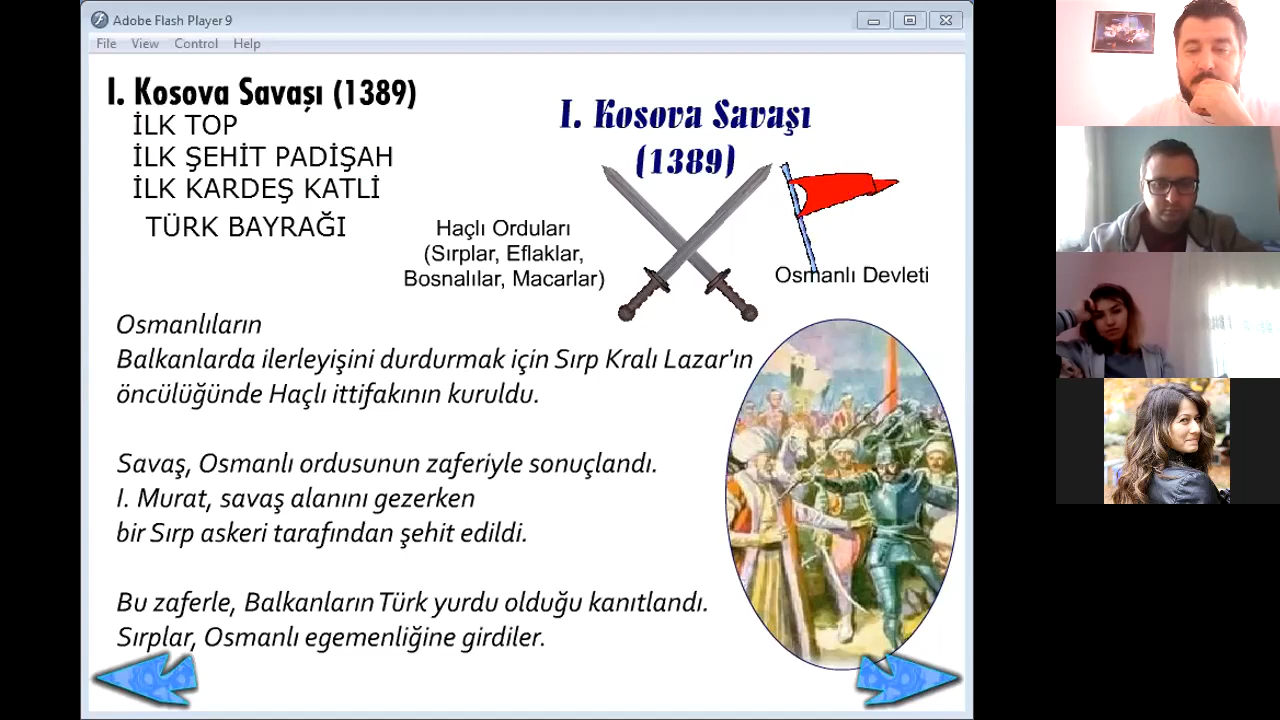 Adobe Flash Player 9
File View Control Help
I. Kosova Savaşı (1389)
İLK TOP
İLK ŞEHİT PADİŞAH
İLK KARDEŞ KATLİ
TÜRK BAYRAĞI
I. Kosova Savaşı
(1389)
Haçlı Orduları
(Sırplar, Eflaklar,
Bosnalılar, Macarlar)
Osmanlı Devleti
Osmanlıların
Balkanlarda ilerleyişini durdurmak için Sırp Kralı Lazar'ın
öncülüğünde Haçlı ittifakının kuruldu.
Savaş, Osmanlı ordusunun zaferiyle sonuçlandı.
I. Murat, savaş alanını gezerken
bir Sırp askeri tarafından şehit edildi.
Bu zaferle, Balkanların Türk yurdu olduğu kanıtlandı.
Sırplar, Osmanlı egemenliğine girdiler.